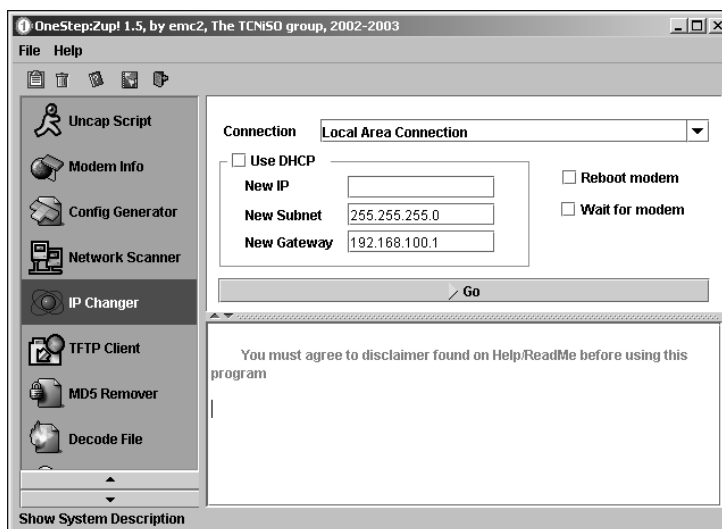 OneStep:Zup! 1.5, by emc2, The TCNiSO group, 2002-2003
File Help
Uncap Script
Modem Info
Config Generator
Network Scanner
IP Changer
TFTP Client
MD5 Remover
Decode File
Connection Local Area Connection
Use DHCP
New IP
New Subnet 255.255.255.0
New Gateway 192.168.100.1
Reboot modem
Wait for modem
Go
You must agree to disclaimer found on Help/ReadMe before using this
program
Show System Description